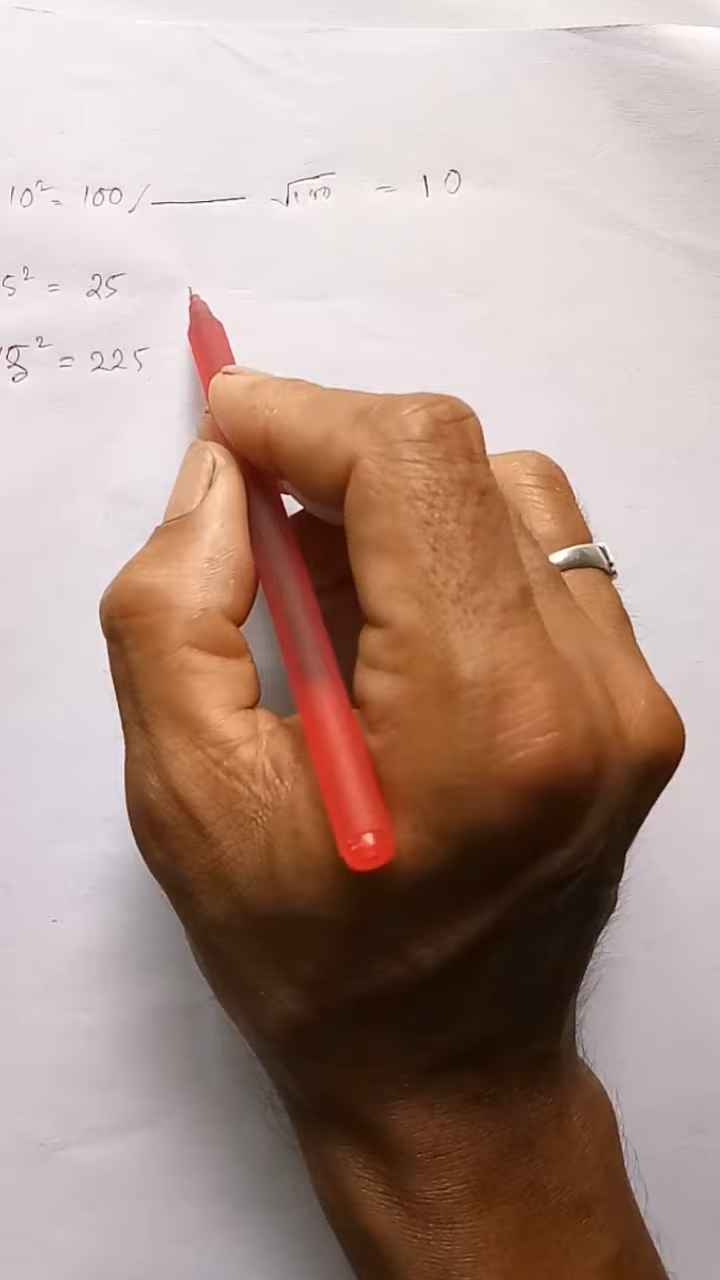 10² = 100 / √100 = 10
5² = 25
15² = 225